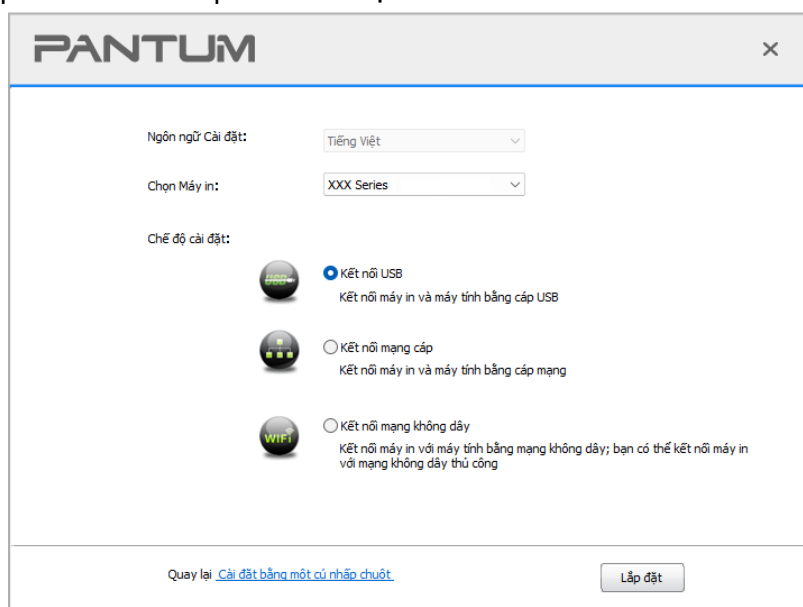 PANTUM
Ngôn ngữ Cài đặt:
Tiếng Việt
Chọn Máy in:
XXX Series
Chế độ cài đặt:
USB
Kết nối USB
Kết nối máy in và máy tính bằng cáp USB
Kết nối mạng cáp
Kết nối máy in và máy tính bằng cáp mạng
WiFi
Kết nối mạng không dây
Kết nối máy in với máy tính bằng mạng không dây; bạn có thể kết nối máy in
với mạng không dây thủ công
Quay lại Cài đặt bằng một cú nhấp chuột
Lắp đặt